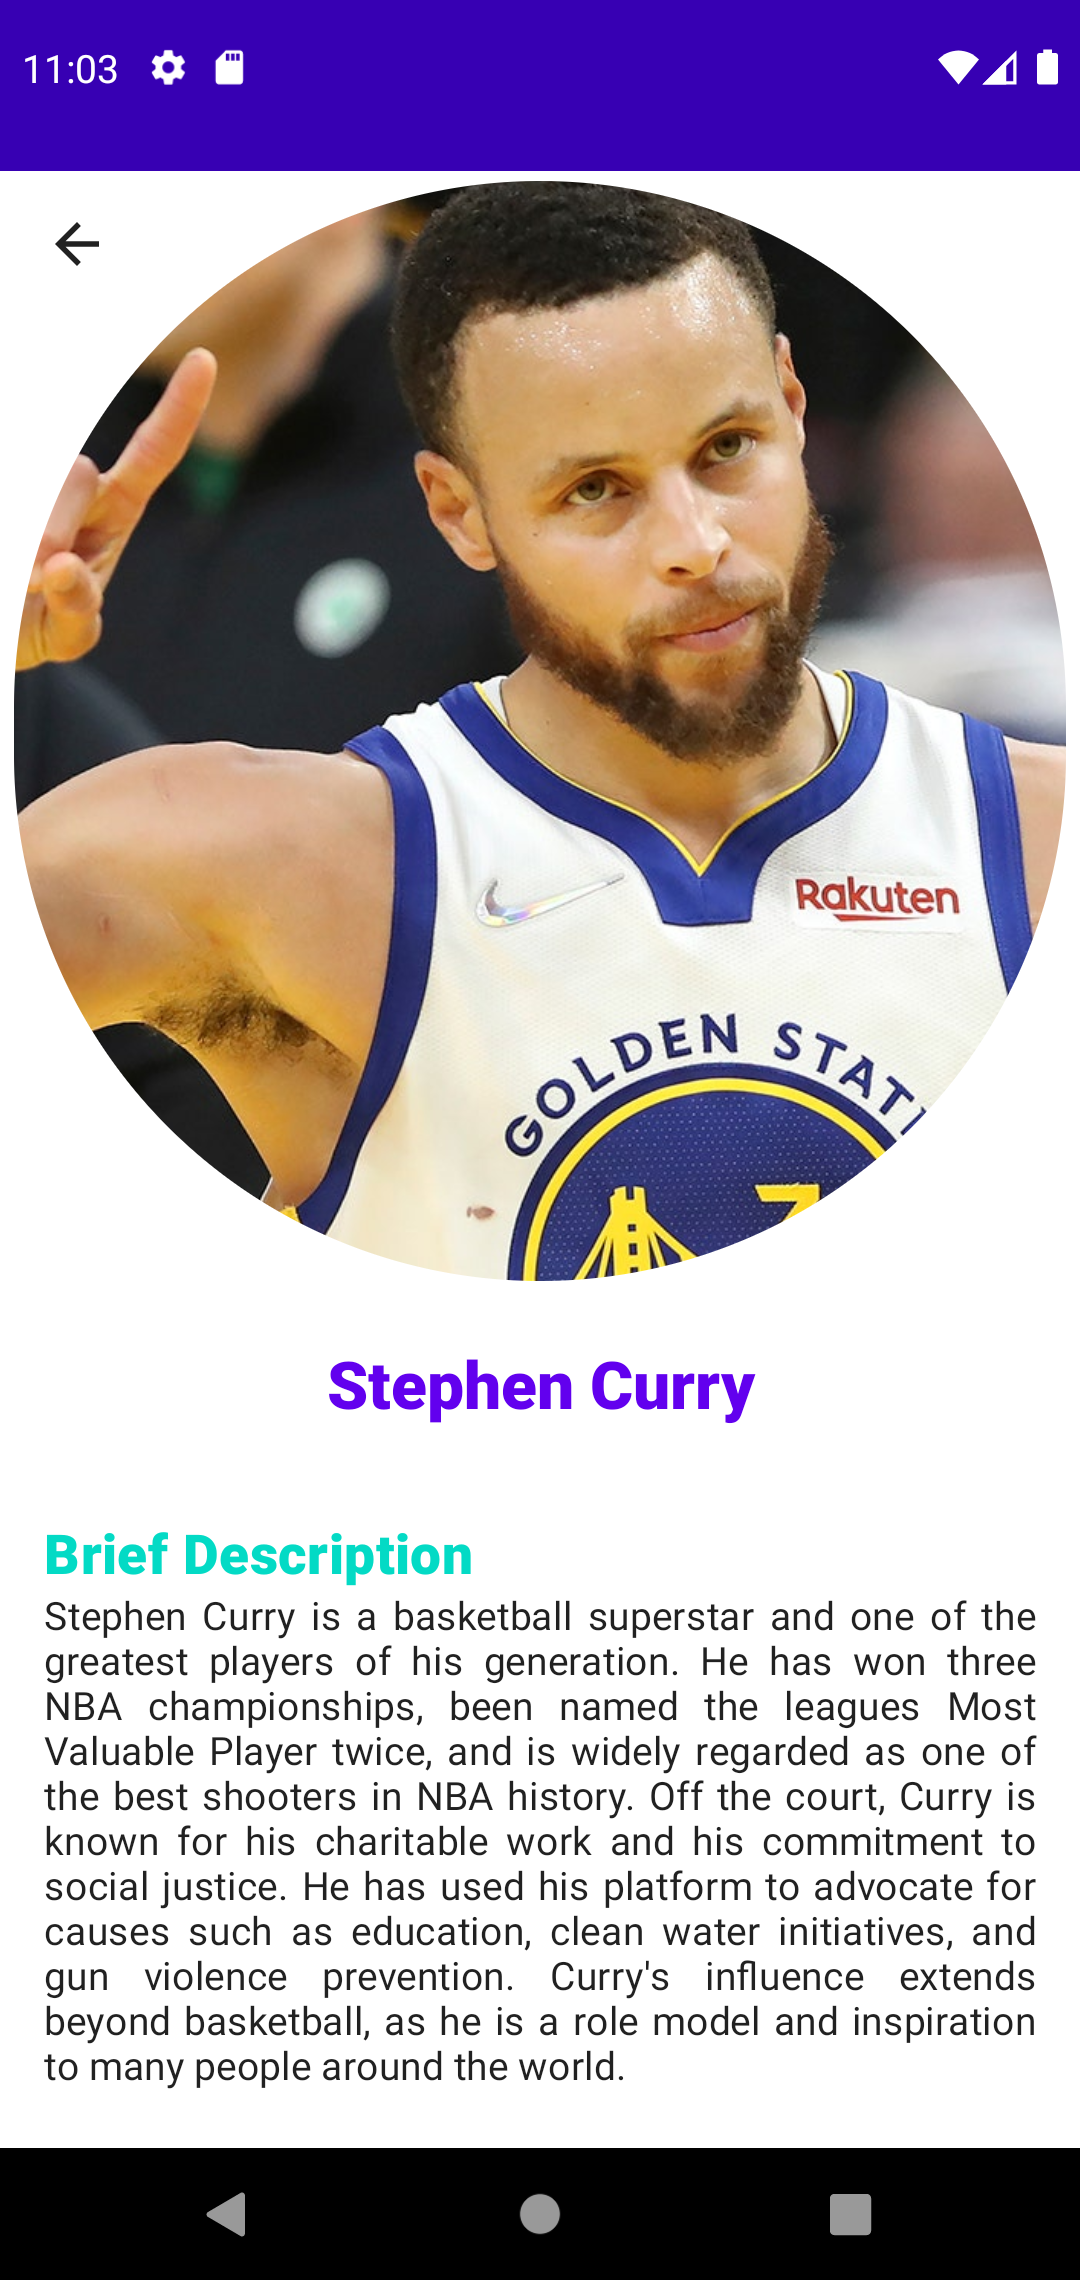 11:03
Rakuten
GOLDEN STAT
Stephen Curry
Brief Description
Stephen Curry is a basketball superstar and one of the
greatest players of his generation. He has won three
NBA championships, been named the leagues Most
Valuable Player twice, and is widely regarded as one of
the best shooters in NBA history. Off the court, Curry is
known for his charitable work and his commitment to
social justice. He has used his platform to advocate for
causes such as education, clean water initiatives, and
gun violence prevention. Curry's influence extends
beyond basketball, as he is a role model and inspiration
to many people around the world.